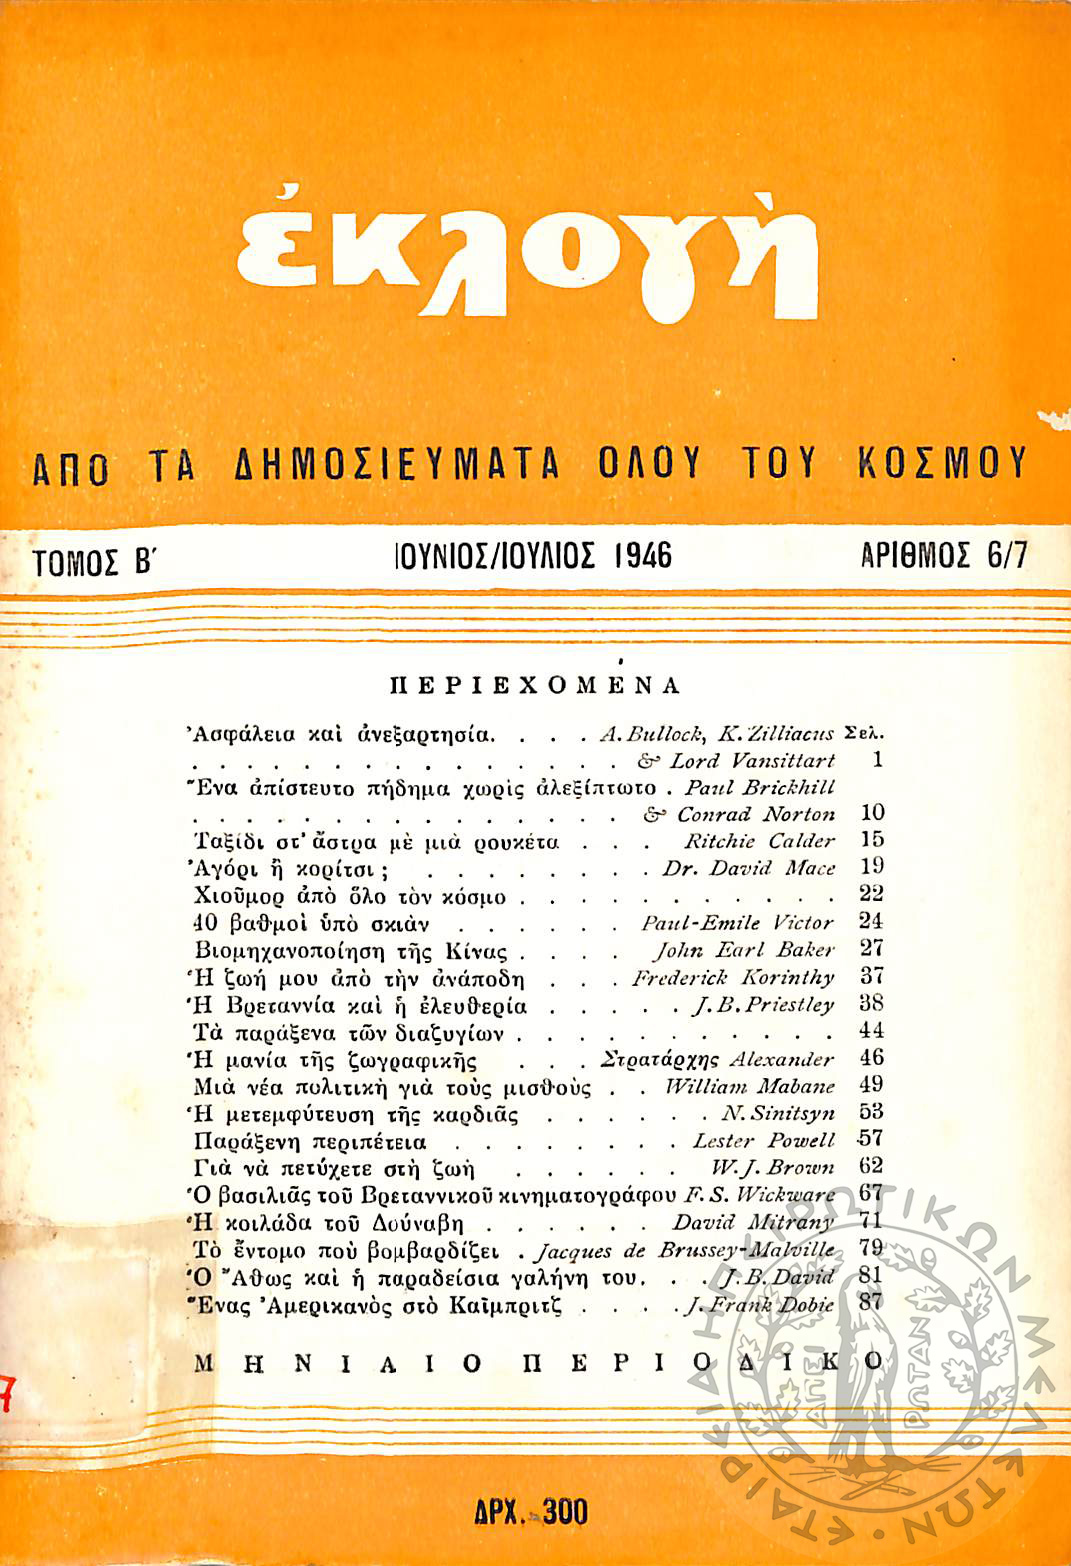 ἐκλογὴ
ΑΠΟ ΤΑ ΔΗΜΟΣΙΕΥΜΑΤΑ ΟΛΟΥ ΤΟΥ ΚΟΣΜΟΥ
ΤΟΜΟΣ Β΄ ΙΟΥΝΙΟΣ/ΙΟΥΛΙΟΣ 1946 ΑΡΙΘΜΟΣ 6/7
ΠΕΡΙΕΧΟΜΕΝΑ
Ἀσφάλεια καὶ ἀνεξαρτησία. . . . A. Bullock, K. Zilliacus Σελ.
. . . . . . . . . . . . . . . . & Lord Vansittart 1
Ἕνα ἀπίστευτο πήδημα χωρὶς ἀλεξίπτωτο . Paul Brickhill
. . . . . . . . . . . . . . . . & Conrad Norton 10
Ταξίδι στ' ἄστρα μὲ μιὰ ρουκέτα . . . Ritchie Calder 15
Ἀγόρι ἢ κορίτσι ; . . . . . . . . Dr. David Mace 19
Χιοῦμορ ἀπὸ ὅλο τὸν κόσμο . . . . . . . . . . . . 22
40 βαθμοὶ ὑπὸ σκιὰν . . . . . . Paul-Emile Victor 24
Βιομηχανοποίηση τῆς Κίνας . . . . John Earl Baker 27
Ἡ ζωή μου ἀπὸ τὴν ἀνάποδη . . . Frederick Korinthy 37
Ἡ Βρεταννία καὶ ἡ ἐλευθερία . . . . . J. B. Priestley 38
Τὰ παράξενα τῶν διαζυγίων . . . . . . . . . . . . 44
Ἡ μανία τῆς ζωγραφικῆς . . . Στρατάρχης Alexander 46
Μιὰ νέα πολιτικὴ γιὰ τοὺς μισθοὺς . . William Mabane 49
Ἡ μετεμφύτευση τῆς καρδιᾶς . . . . . . N. Sinitsyn 53
Παράξενη περιπέτεια . . . . . . . . Lester Powell 57
Γιὰ νὰ πετύχετε στὴ ζωὴ . . . . . . W. J. Brown 62
Ὁ βασιλιᾶς τοῦ Βρεταννικοῦ κινηματογράφου F. S. Wickware 67
Ἡ κοιλάδα τοῦ Δούναβη . . . . . . David Mitrany 71
Τὸ ἔντομο ποὺ βομβαρδίζει . Jacques de Brussey-Malville 79
Ὁ Ἄθως καὶ ἡ παραδείσια γαλήνη του. . . J. B. David 81
Ἕνας Ἀμερικανὸς στὸ Καῖμπριτζ . . . . J. Frank Dobie 87
ΜΗΝΙΑΙΟ ΠΕΡΙΟΔΙΚΟ
7
ΔΡΧ. 300
ΕΤΑΙΡΕΙΑ ΗΠΕΙΡΩΤΙΚΩΝ ΜΕΛΕΤΩΝ
ΑΠΕΙ ΡΩΤΑΝ